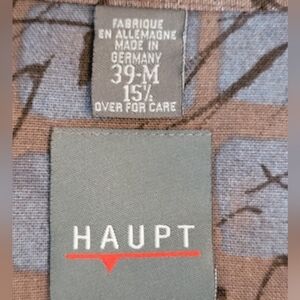 FABRIQUE
EN ALLEMAGNE
MADE IN
GERMANY
39-M
15½
OVER FOR CARE
HAUPT